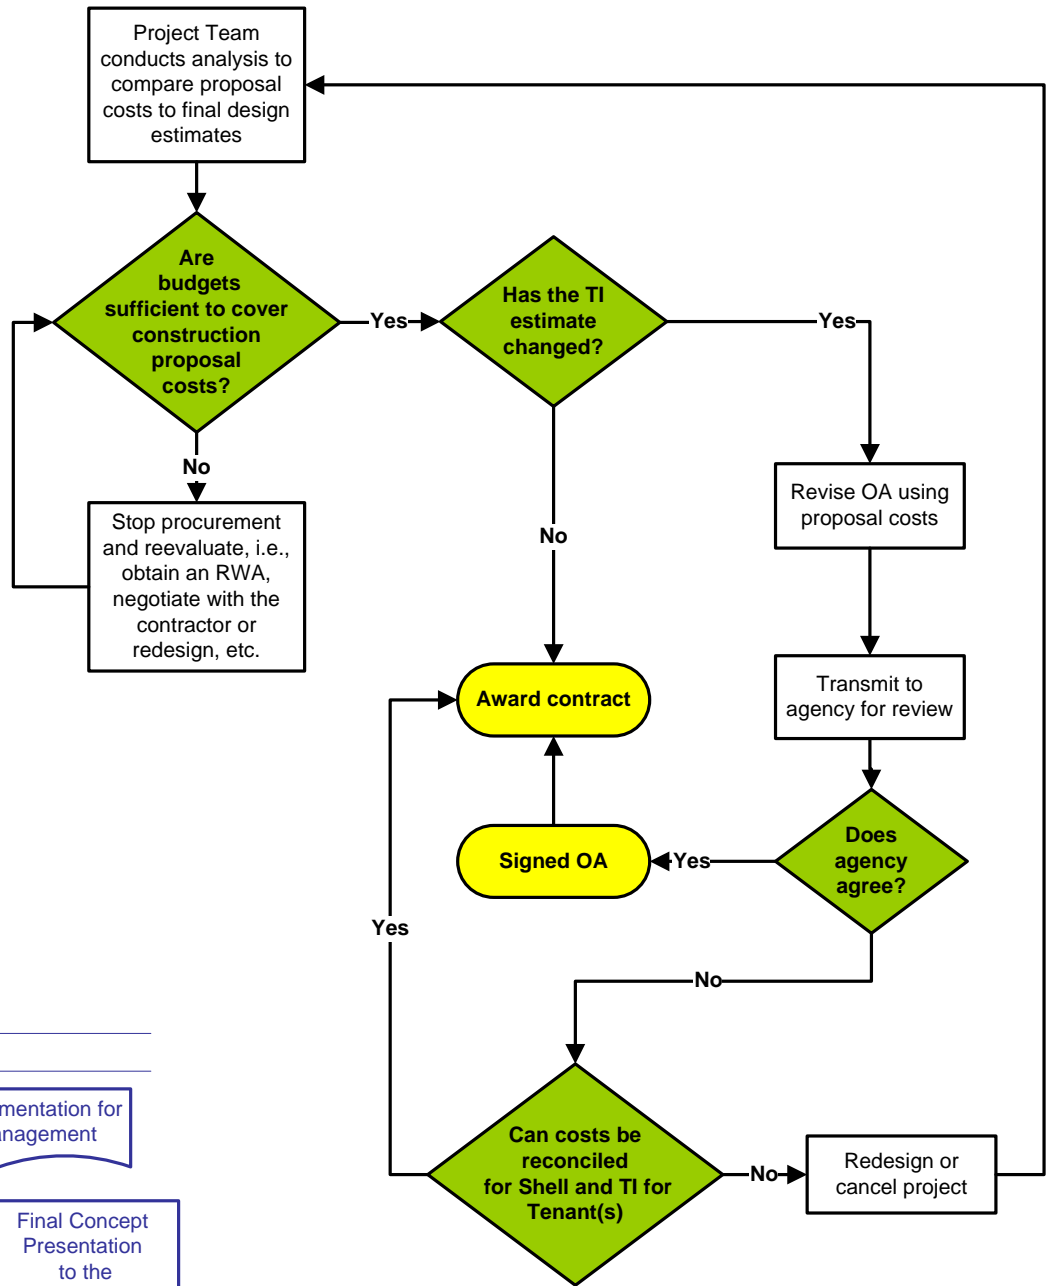 Project Team
conducts analysis to
compare proposal
costs to final design
estimates
Are
budgets
sufficient to cover
construction
proposal
costs?
Yes
Has the TI
estimate
changed?
Yes
No
Stop procurement
and reevaluate, i.e.,
obtain an RWA,
negotiate with the
contractor or
redesign, etc.
No
Revise OA using
proposal costs
Transmit to
agency for review
Award contract
Does
agency
agree?
Yes
Signed OA
Yes
No
Can costs be
reconciled
for Shell and TI for
Tenant(s)
No
Redesign or
cancel project
for
Final Concept
Presentation
to the